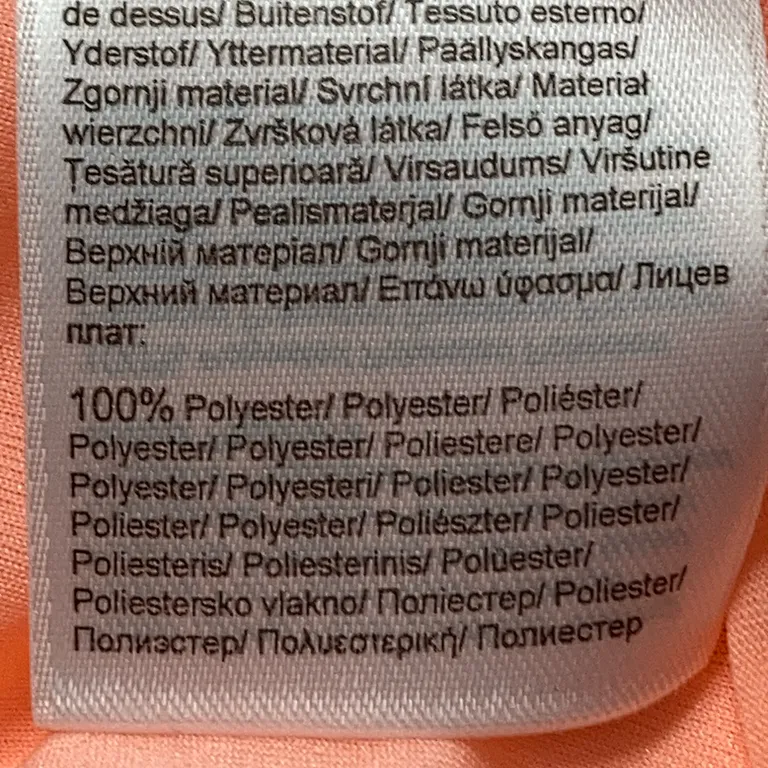 de dessus/ Buitenstof/ Tessuto esterno/
Yderstof/ Yttermaterial/ Päällyskangas/
Zgornji material/ Svrchní látka/ Materiał
wierzchni/ Zvršková látka/ Felső anyag/
Țesătură superioară/ Virsaudums/ Viršutinė
medžiaga/ Pealismaterjal/ Gornji materijal/
Верхній матеріал/ Gornji materijal/
Верхний материал/ Επάνω ύφασμα/ Лицев
плат:
100% Polyester/ Polyester/ Poliéster/
Polyester/ Polyester/ Poliestere/ Polyester/
Polyester/ Polyesteri/ Poliester/ Polyester/
Poliester/ Polyester/ Poliészter/ Poliester/
Poliesteris/ Poliesterinis/ Polüester/
Poliestersko vlakno/ Поліестер/ Poliester/
Полиэстер/ Πολυεστερική/ Полиестер